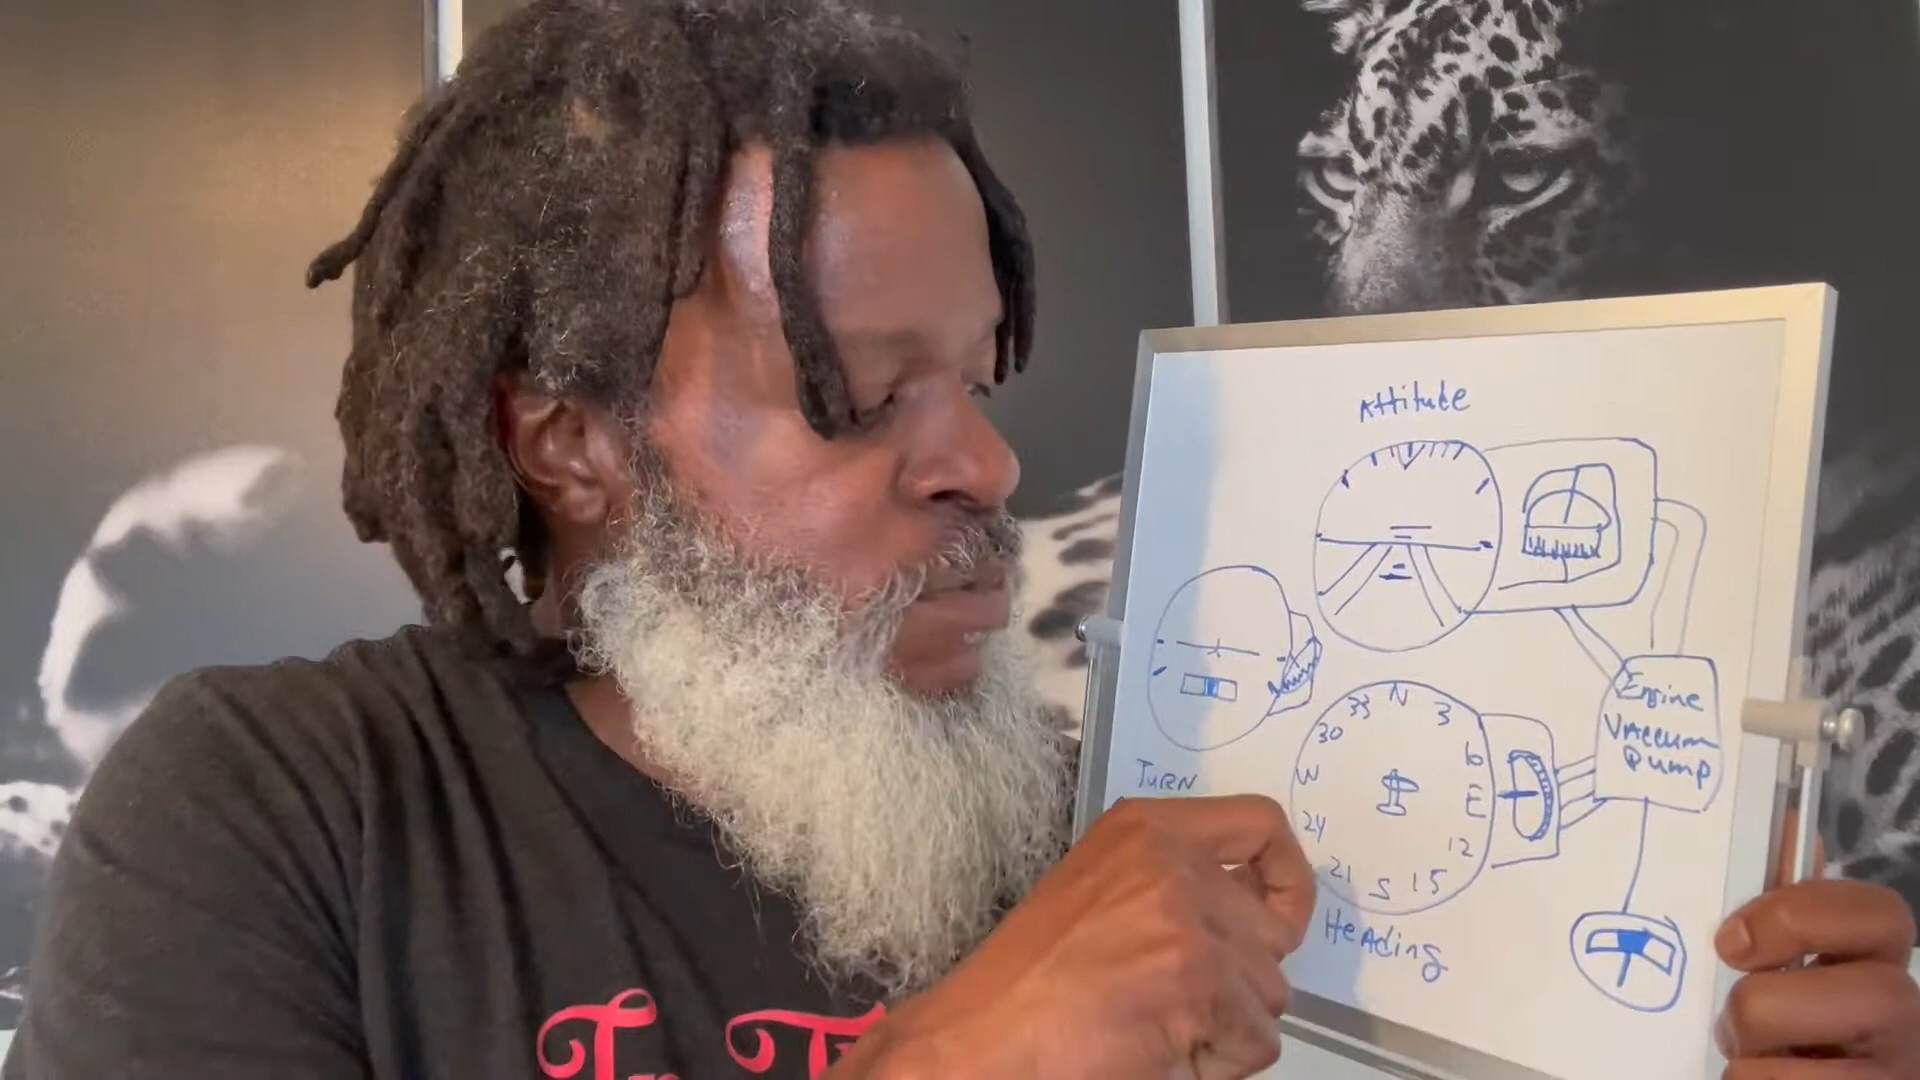 Attitude
Engine
Vaccum
Pump
N
3
6
E
12
15
S
21
24
W
30
33
Turn
Heading